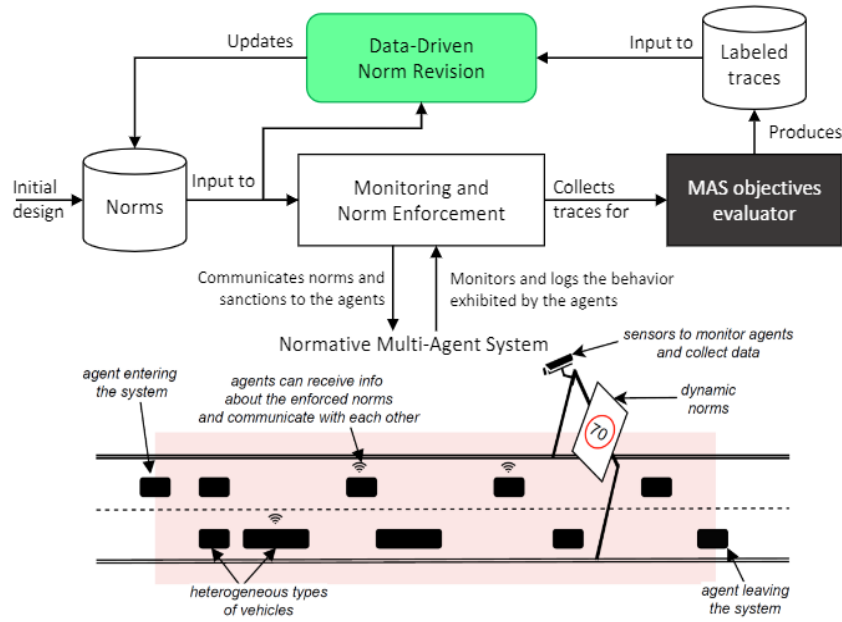 Updates
Data-Driven
Norm Revision
Input to
Labeled
traces
Produces
Initial
design
Norms
Input to
Monitoring and
Norm Enforcement
Collects
traces for
MAS objectives
evaluator
Communicates norms and
sanctions to the agents
Monitors and logs the behavior
exhibited by the agents
Normative Multi-Agent System
sensors to monitor agents
and collect data
agent entering
the system
agents can receive info
about the enforced norms
and communicate with each other
dynamic
norms
70
heterogeneous types
of vehicles
agent leaving
the system